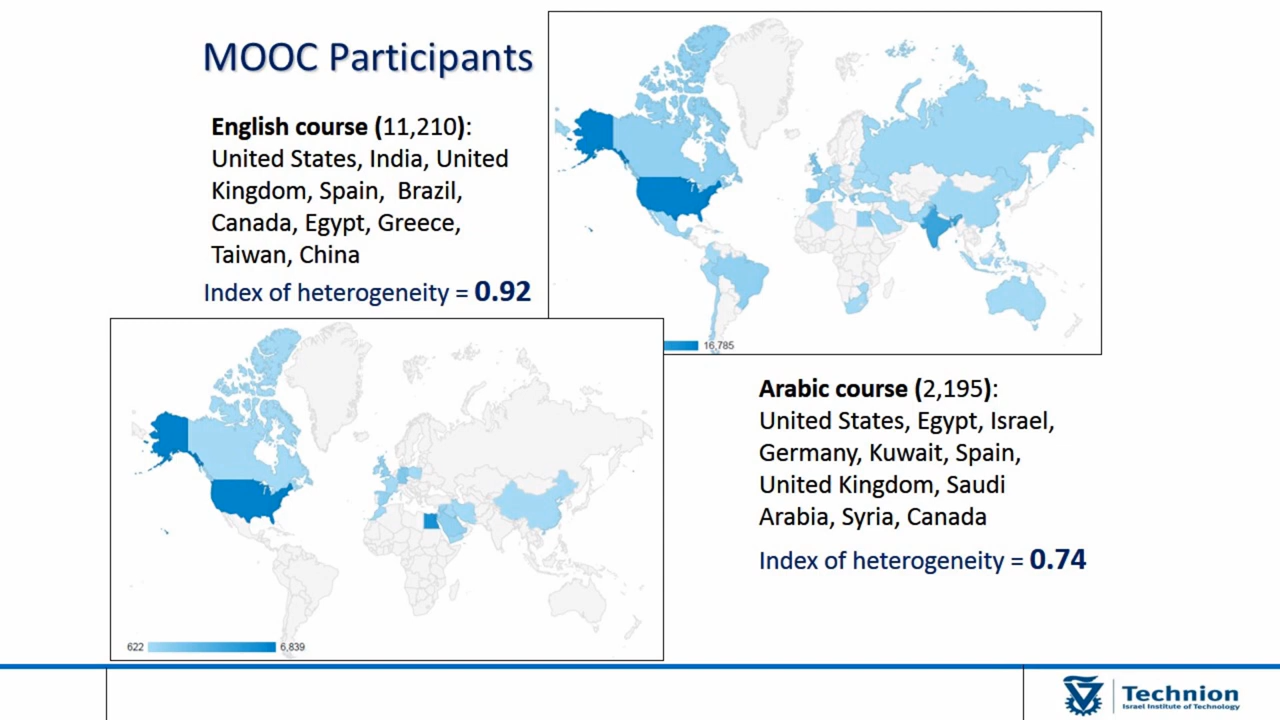 MOOC Participants
English course (11,210):
United States, India, United
Kingdom, Spain, Brazil,
Canada, Egypt, Greece,
Taiwan, China
Index of heterogeneity = 0.92
16,785
Arabic course (2,195):
United States, Egypt, Israel,
Germany, Kuwait, Spain,
United Kingdom, Saudi
Arabia, Syria, Canada
Index of heterogeneity = 0.74
622 6,839
Technion
Israel Institute of Technology